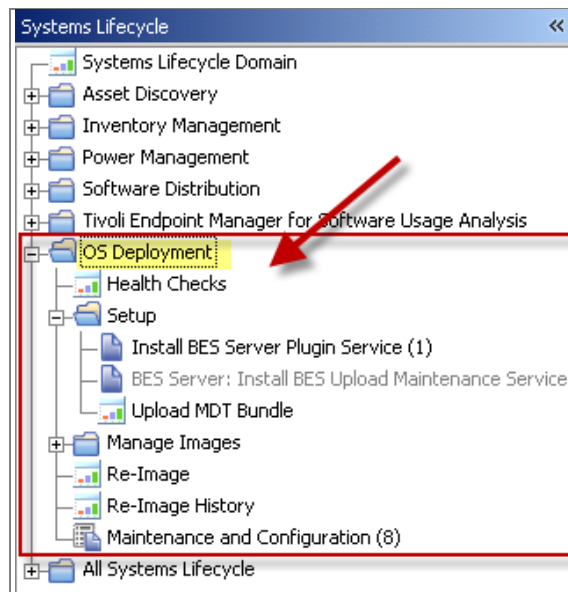 Systems Lifecycle «
Systems Lifecycle Domain
Asset Discovery
Inventory Management
Power Management
Software Distribution
Tivoli Endpoint Manager for Software Usage Analysis
OS Deployment
Health Checks
Setup
Install BES Server Plugin Service (1)
BES Server: Install BES Upload Maintenance Service
Upload MDT Bundle
Manage Images
Re-Image
Re-Image History
Maintenance and Configuration (8)
All Systems Lifecycle